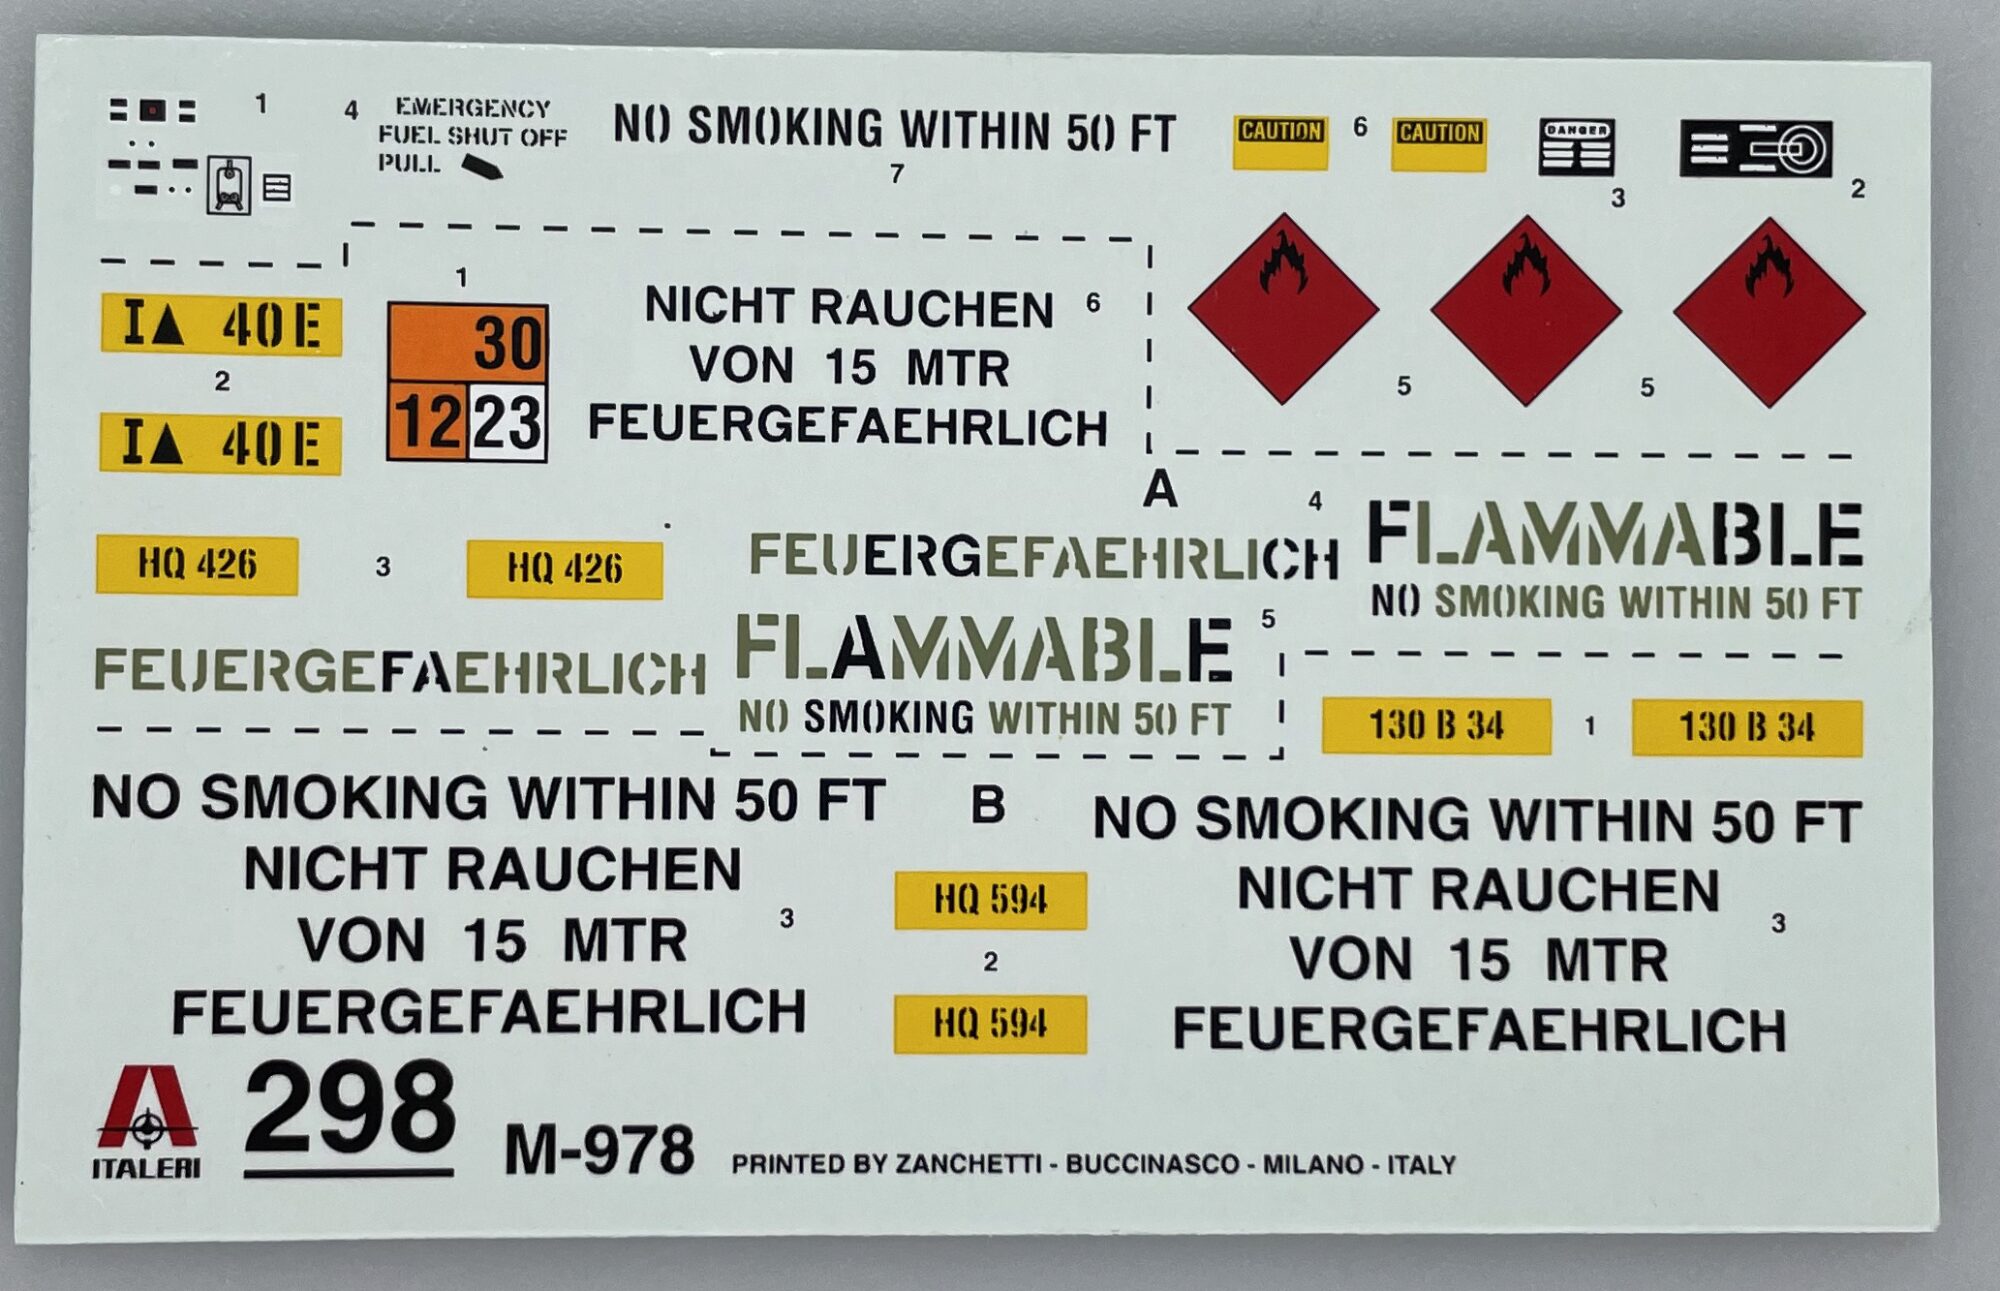 1
4
EMERGENCY
FUEL SHUT OFF
PULL
NO SMOKING WITHIN 50 FT
7
CAUTION
6
CAUTION
DANGER
3
2
I▲ 40E
2
I▲ 40E
1
30
12 23
NICHT RAUCHEN
6
VON 15 MTR
FEUERGEFAEHRLICH
5
5
A
HQ 426
3
HQ 426
FEUERGEFAEHRLICH
4
FLAMMABLE
NO SMOKING WITHIN 50 FT
FEUERGEFAEHRLICH
FLAMMABLE
5
NO SMOKING WITHIN 50 FT
130 B 34
1
130 B 34
NO SMOKING WITHIN 50 FT
NICHT RAUCHEN
VON 15 MTR
3
FEUERGEFAEHRLICH
B
HQ 594
2
HQ 594
NO SMOKING WITHIN 50 FT
NICHT RAUCHEN
3
VON 15 MTR
FEUERGEFAEHRLICH
ITALERI
298
M-978
PRINTED BY ZANCHETTI - BUCCINASCO - MILANO - ITALY